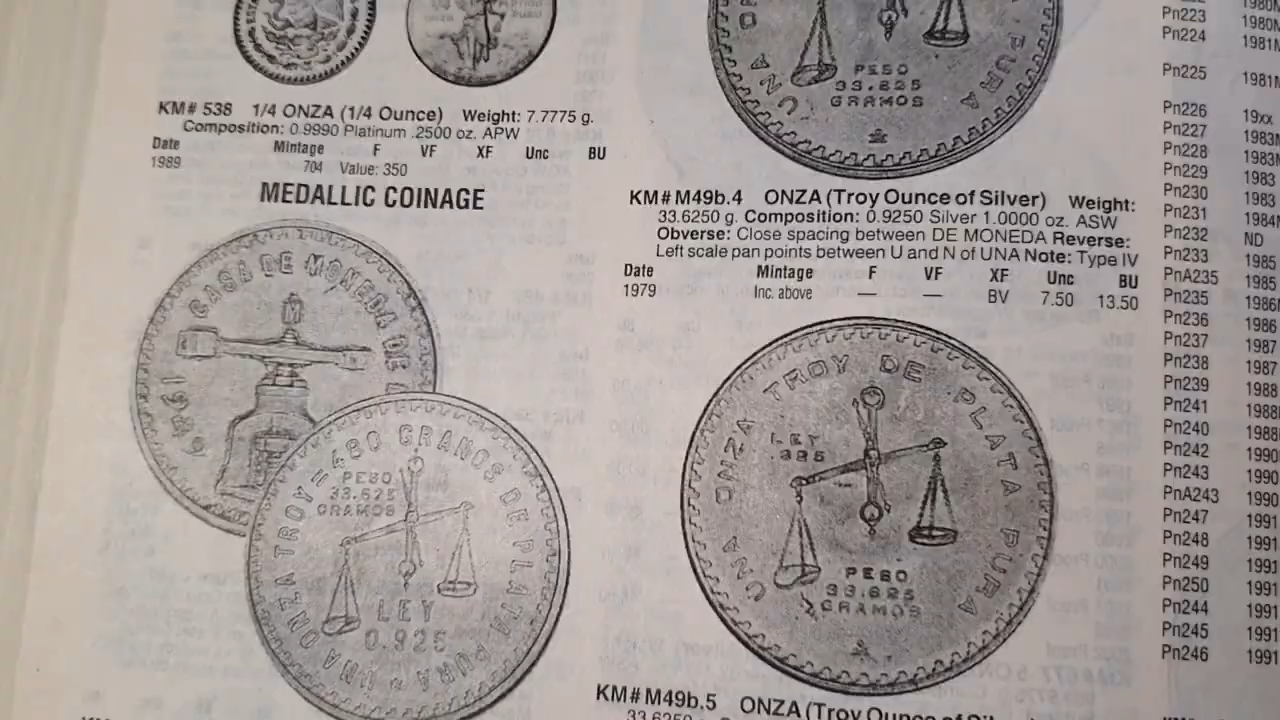 KM# 538 1/4 ONZA (1/4 Ounce) Weight: 7.7775 g.
Composition: 0.9990 Platinum .2500 oz. APW
Date Mintage F VF XF Unc BU
1989 704 Value: 350
MEDALLIC COINAGE
CASA DE MONEDA DE
M
PESO
33.625
GRAMOS
LEY
0.925
UNA ONZA TROY = 480 GRANOS DE PLATA PURA
PESO
33.625
GRAMOS
PURA
KM# M49b.4 ONZA (Troy Ounce of Silver) Weight:
33.6250 g. Composition: 0.9250 Silver 1.0000 oz. ASW
Obverse: Close spacing between DE MONEDA Reverse:
Left scale pan points between U and N of UNA Note: Type IV
Date Mintage F VF XF Unc BU
1979 Inc. above — — BV 7.50 13.50
UNA ONZA TROY DE PLATA PURA
LEY
.925
PESO
33.625
GRAMOS
KM# M49b.5 ONZA (Troy Ounce of
Pn223 1980
Pn224 1981
Pn225 1981
Pn226 19xx
Pn227 1983
Pn228 1983
Pn229 1983
Pn230 1983
Pn231 1984
Pn232 ND
Pn233 1985
PnA235 1985
Pn235 1986
Pn236 1986
Pn237 1987
Pn238 1987
Pn239 1988
Pn241 1988
Pn240 1988
Pn242 1990
Pn243 1990
PnA243 1990
Pn247 1991
Pn248 1991
Pn249 1991
Pn250 1991
Pn244 1991
Pn245 1991
Pn246 1991